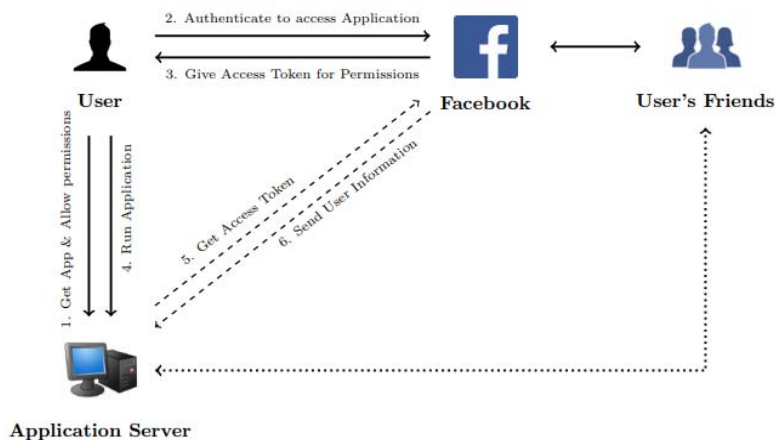 2. Authenticate to access Application
3. Give Access Token for Permissions
User
Facebook
User's Friends
1. Get App & Allow permissions
4. Run Application
5. Get Access Token
6. Send User Information
Application Server